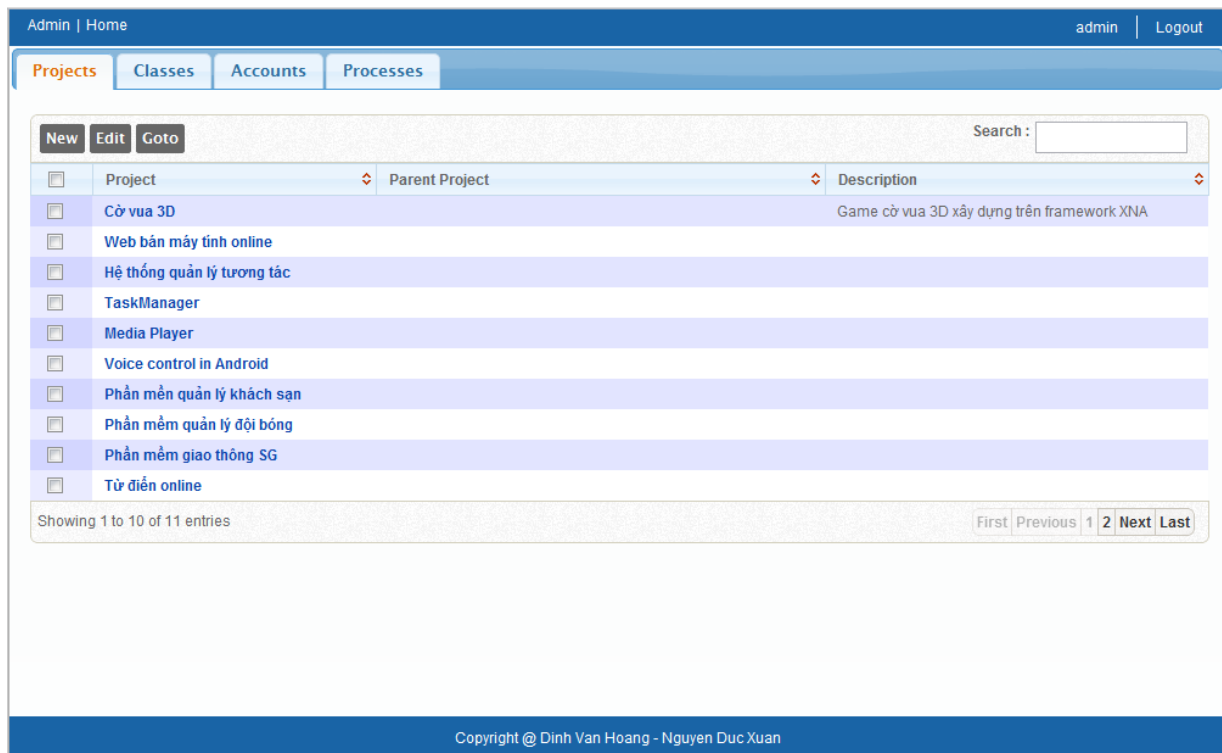 Admin | Home admin Logout
Projects Classes Accounts Processes
New Edit Goto Search :
Project Parent Project Description
Cờ vua 3D Game cờ vua 3D xây dựng trên framework XNA
Web bán máy tính online
Hệ thống quản lý tương tác
TaskManager
Media Player
Voice control in Android
Phần mền quản lý khách sạn
Phần mềm quản lý đội bóng
Phần mềm giao thông SG
Từ điển online
Showing 1 to 10 of 11 entries First Previous 1 2 Next Last
Copyright @ Dinh Van Hoang - Nguyen Duc Xuan